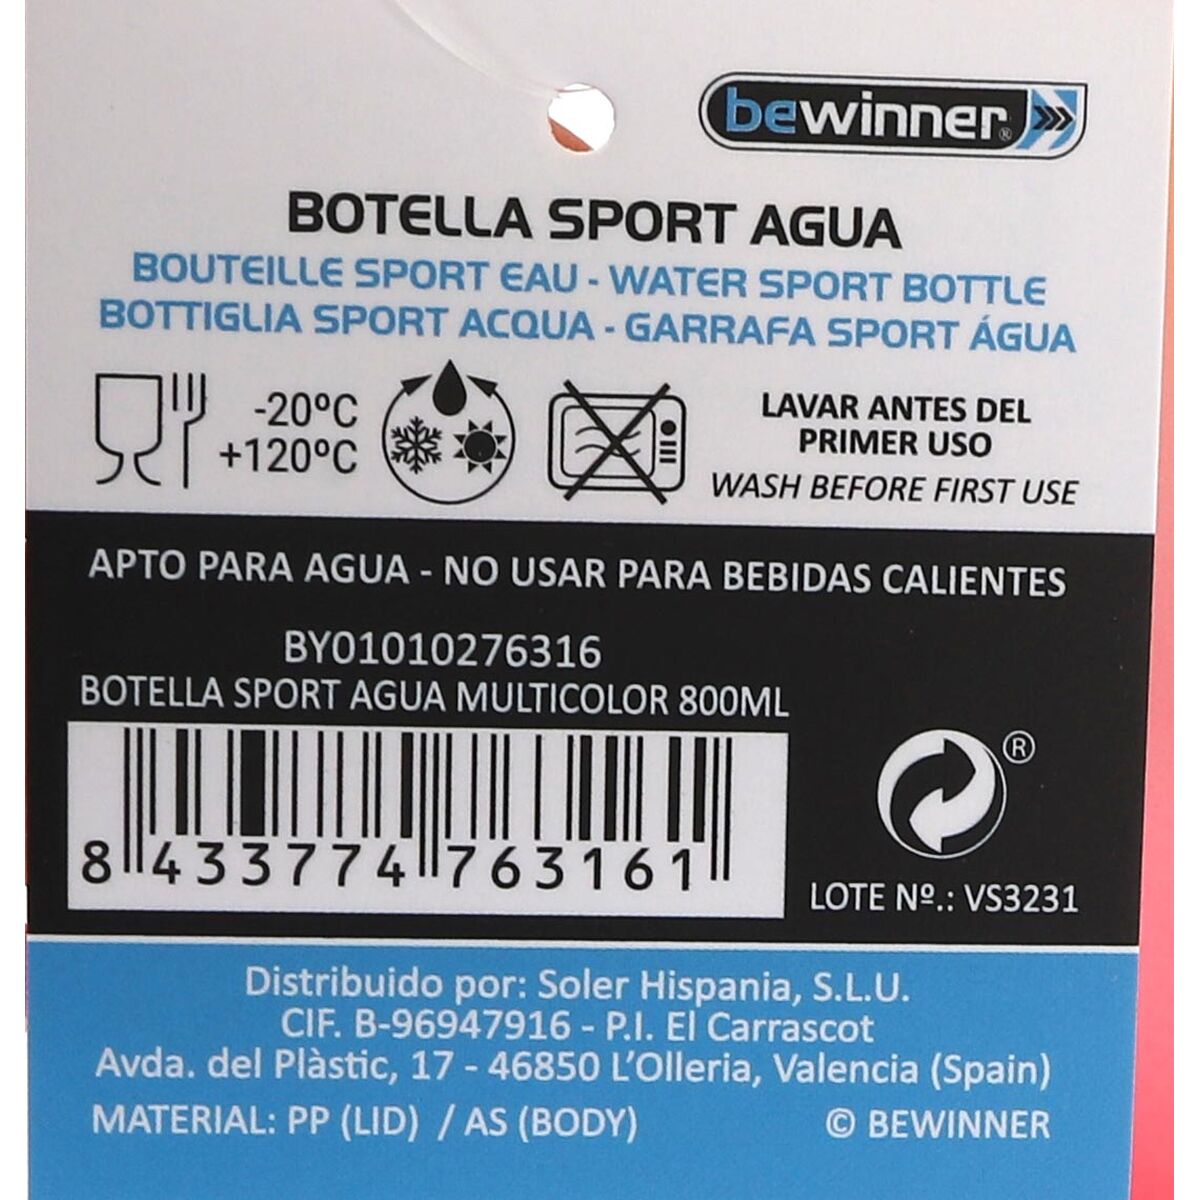 bewinner®
BOTELLA SPORT AGUA
BOUTEILLE SPORT EAU - WATER SPORT BOTTLE
BOTTIGLIA SPORT ACQUA - GARRAFA SPORT ÁGUA
-20ºC
+120ºC
LAVAR ANTES DEL
PRIMER USO
WASH BEFORE FIRST USE
APTO PARA AGUA - NO USAR PARA BEBIDAS CALIENTES
BY01010276316
BOTELLA SPORT AGUA MULTICOLOR 800ML
8 433774 763161
®
LOTE Nº.: VS3231
Distribuido por: Soler Hispania, S.L.U.
CIF. B-96947916 - P.I. El Carrascot
Avda. del Plàstic, 17 - 46850 L'Olleria, Valencia (Spain)
MATERIAL: PP (LID) / AS (BODY)
© BEWINNER